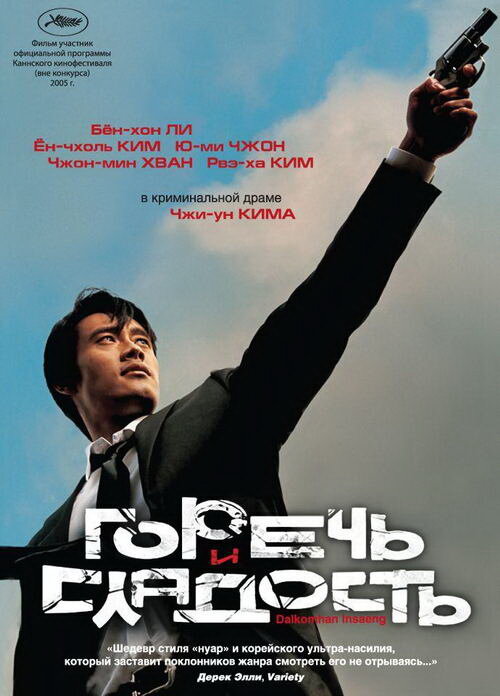 Фильм участник
официальной программы
Каннского кинофестиваля
(вне конкурса)
2005 г.
Бён-хон ЛИ
Ён-чхоль КИМ Ю-ми ЧЖОН
Чжон-мин ХВАН Рвэ-ха КИМ
в криминальной драме
Чжи-ун КИМА
ГОРЕЧЬ
И
СЛАДОСТЬ
Dalkomhan Insaeng
«Шедевр стиля «нуар» и корейского ультра-насилия,
который заставит поклонников жанра смотреть его не отрываясь...»
Дерек Элли, Variety